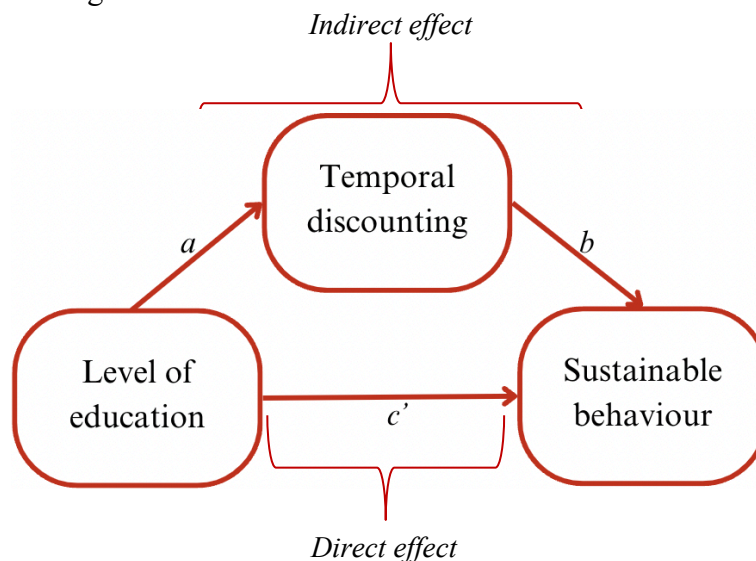 Indirect effect
Temporal
discounting
a
b
Level of
education
c’
Sustainable
behaviour
Direct effect